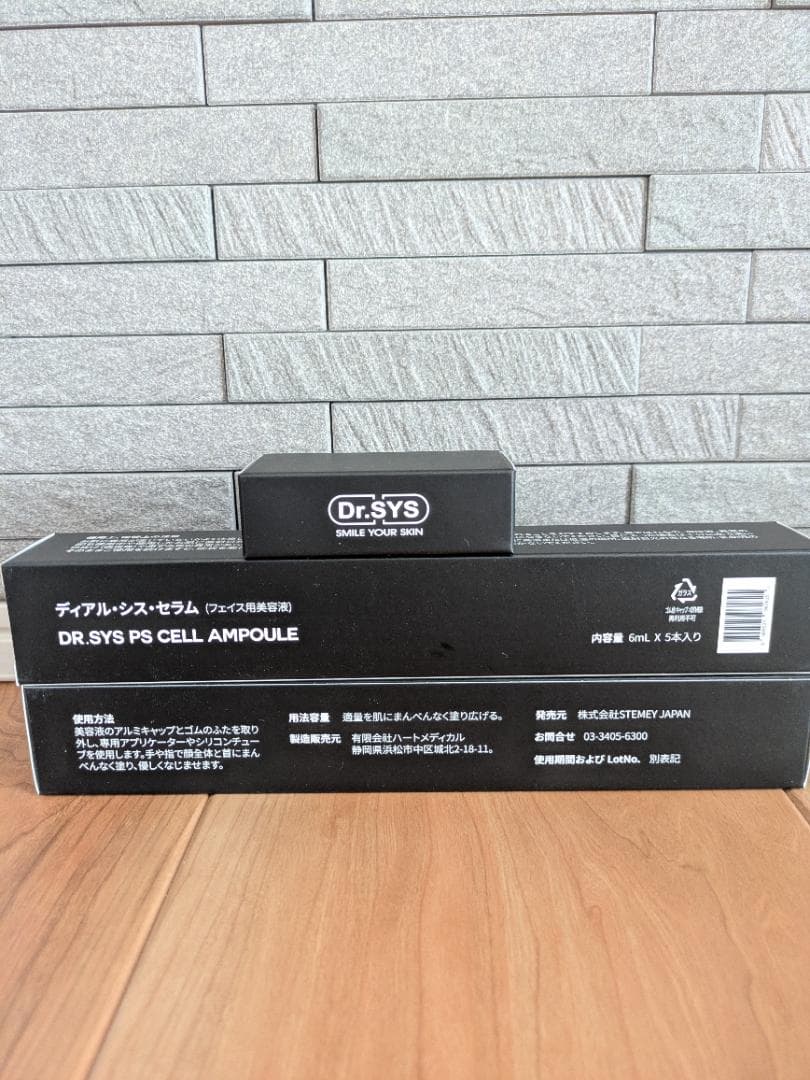 Dr.SYS
SMILE YOUR SKIN
ディアル・シス・セラム (フェイス用美容液)
DR.SYS PS CELL AMPOULE
ガラス
再利用不可
内容量 6mL X 5本入り
使用方法
美容液のアルミキャップとゴムのふたを取り
外し、専用アプリケーターやシリコンチュー
ブを使用します。手や指で顔全体と首にまん
べんなく塗り、優しくなじませます。
用法容量 適量を肌にまんべんなく塗り広げる。
製造販売元 有限会社ハートメディカル
静岡県浜松市中区城北2-18-11。
発売元 株式会社STEMEY JAPAN
お問合せ 03-3405-6300
使用期間および LotNo. 別表記